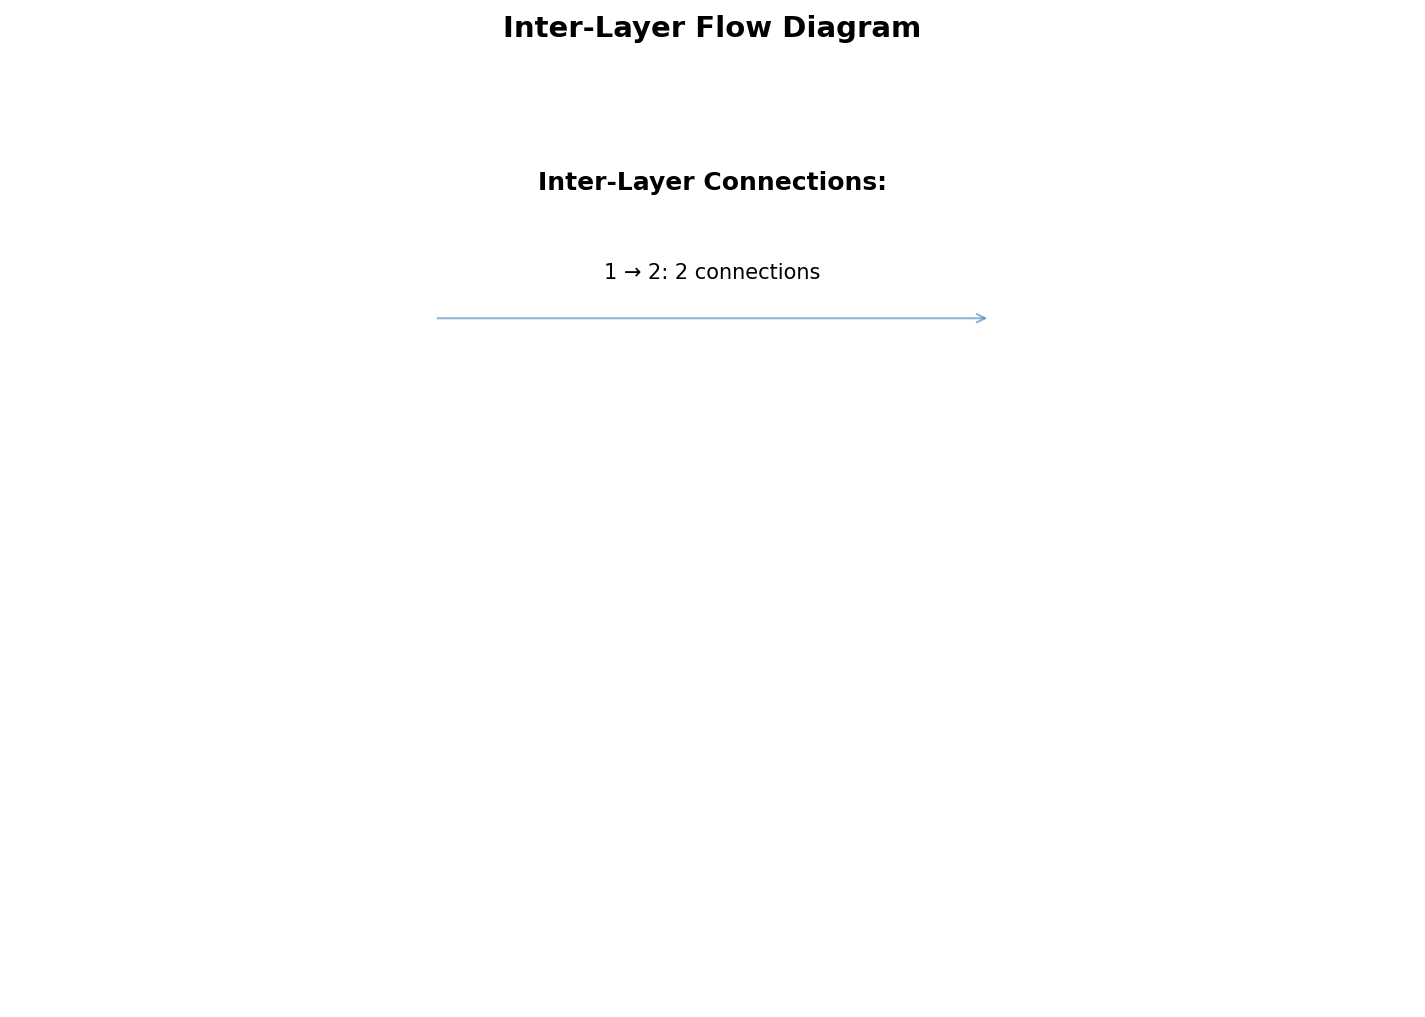 Inter-Layer Flow Diagram
Inter-Layer Connections:
1 → 2: 2 connections